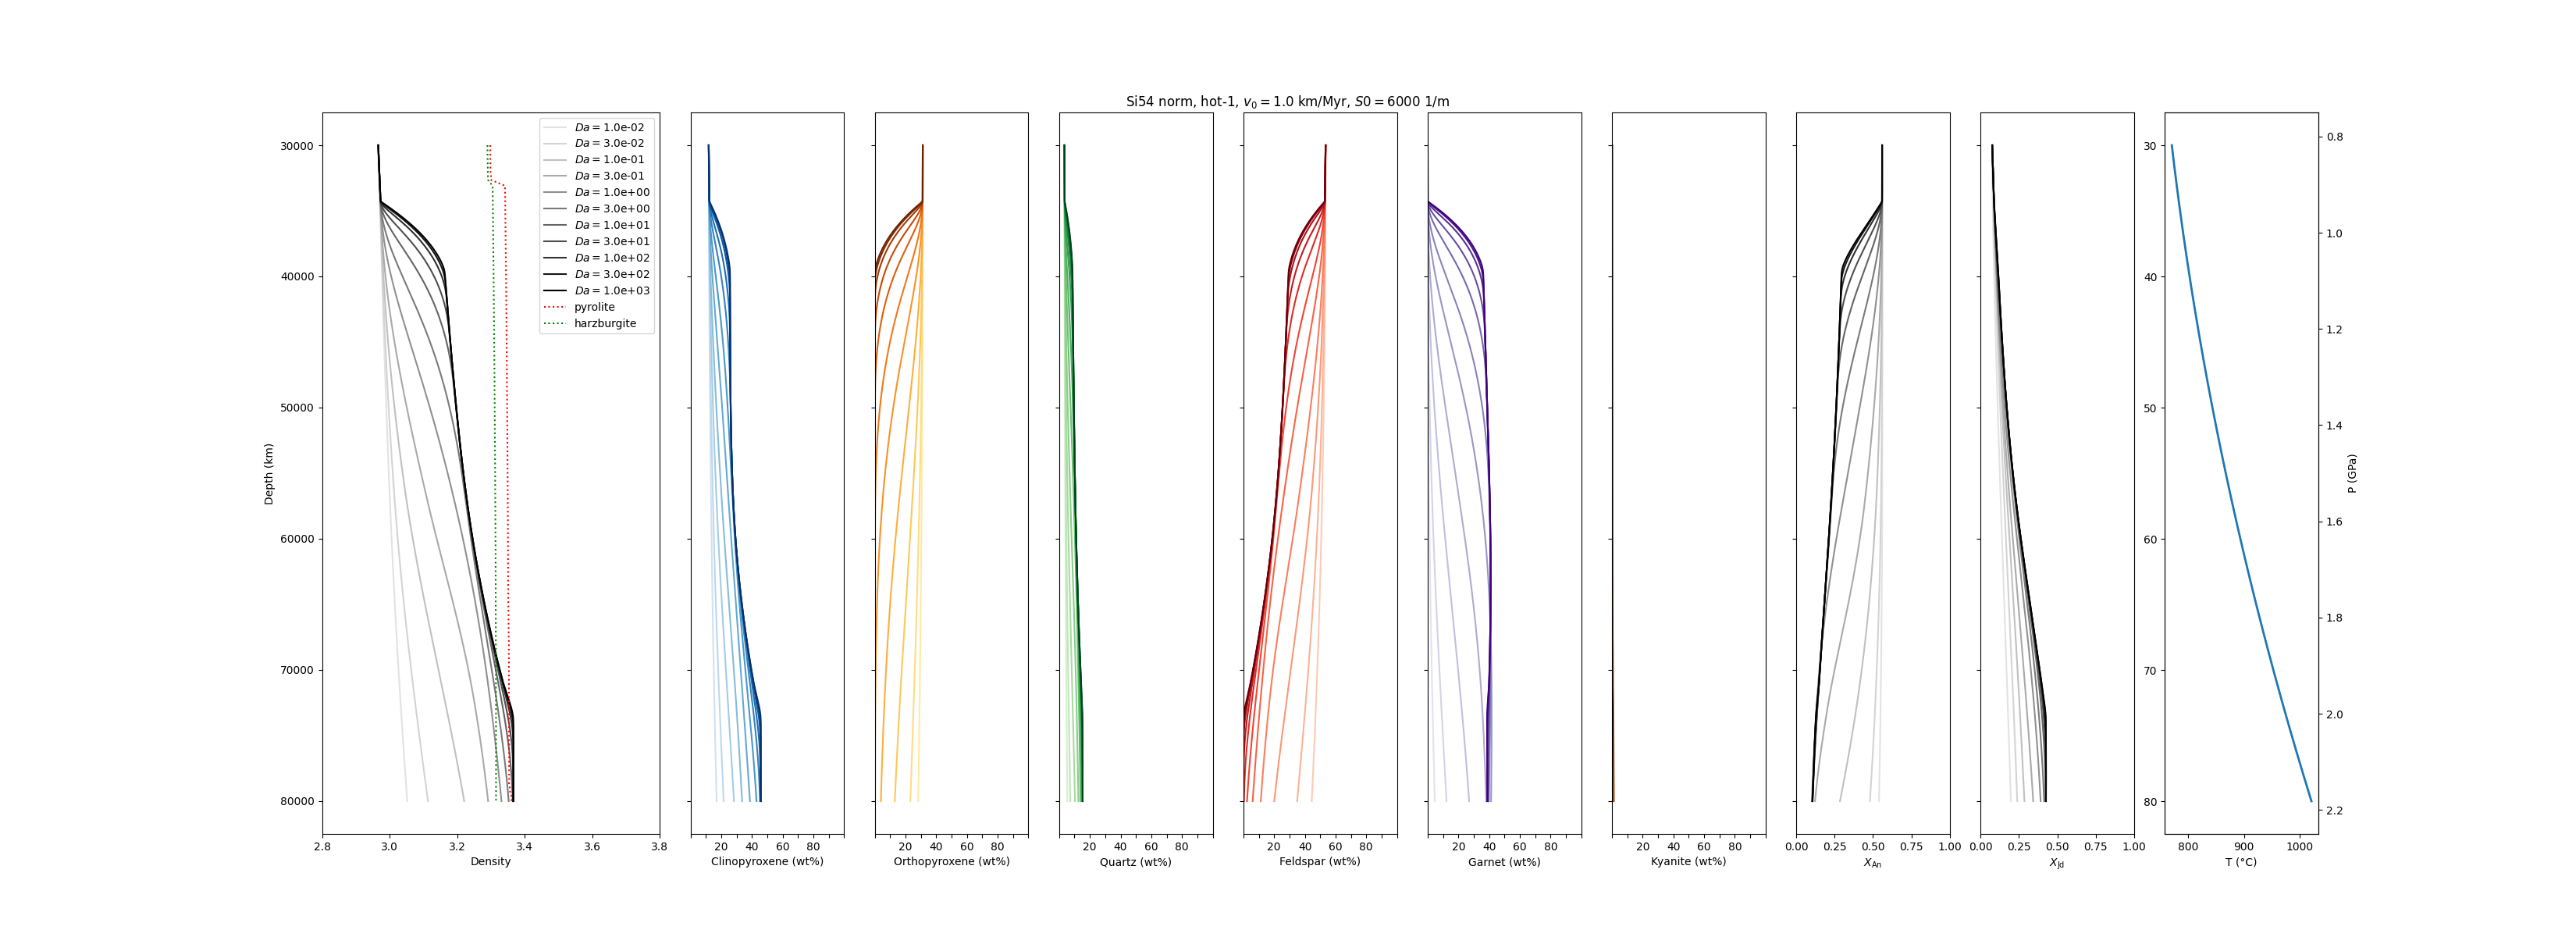 Si54 norm, hot-1, v₀ = 1.0 km/Myr, S0 = 6000 1/m
Da = 1.0e-02
Da = 3.0e-02
Da = 1.0e-01
Da = 3.0e-01
Da = 1.0e+00
Da = 3.0e+00
Da = 1.0e+01
Da = 3.0e+01
Da = 1.0e+02
Da = 3.0e+02
Da = 1.0e+03
pyrolite
harzburgite
Depth (km)
30000
40000
50000
60000
70000
80000
2.8 3.0 3.2 3.4 3.6 3.8
Density
20 40 60 80
Clinopyroxene (wt%)
20 40 60 80
Orthopyroxene (wt%)
20 40 60 80
Quartz (wt%)
20 40 60 80
Feldspar (wt%)
20 40 60 80
Garnet (wt%)
20 40 60 80
Kyanite (wt%)
0.00 0.25 0.50 0.75 1.00
X_An
0.00 0.25 0.50 0.75 1.00
X_Jd
30
40
50
60
70
80
800 900 1000
T (°C)
0.8
1.0
1.2
1.4
1.6
1.8
2.0
2.2
P (GPa)